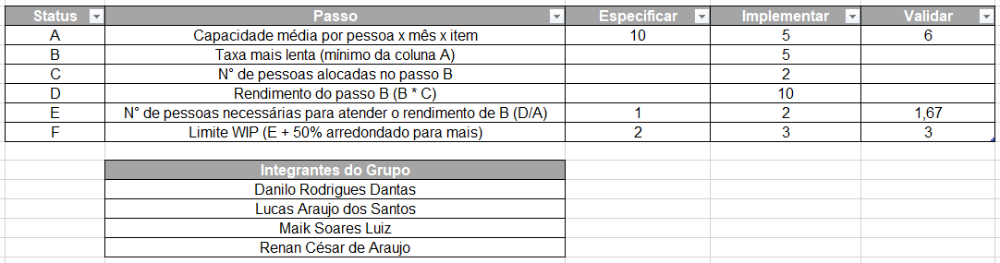 Status Passo Especificar Implementar Validar
A Capacidade média por pessoa x mês x item 10 5 6
B Taxa mais lenta (mínimo da coluna A) 5
C N° de pessoas alocadas no passo B 2
D Rendimento do passo B (B * C) 10
E N° de pessoas necessárias para atender o rendimento de B (D/A) 1 2 1,67
F Limite WIP (E + 50% arredondado para mais) 2 3 3
Integrantes do Grupo
Danilo Rodrigues Dantas
Lucas Araujo dos Santos
Maik Soares Luiz
Renan César de Araujo